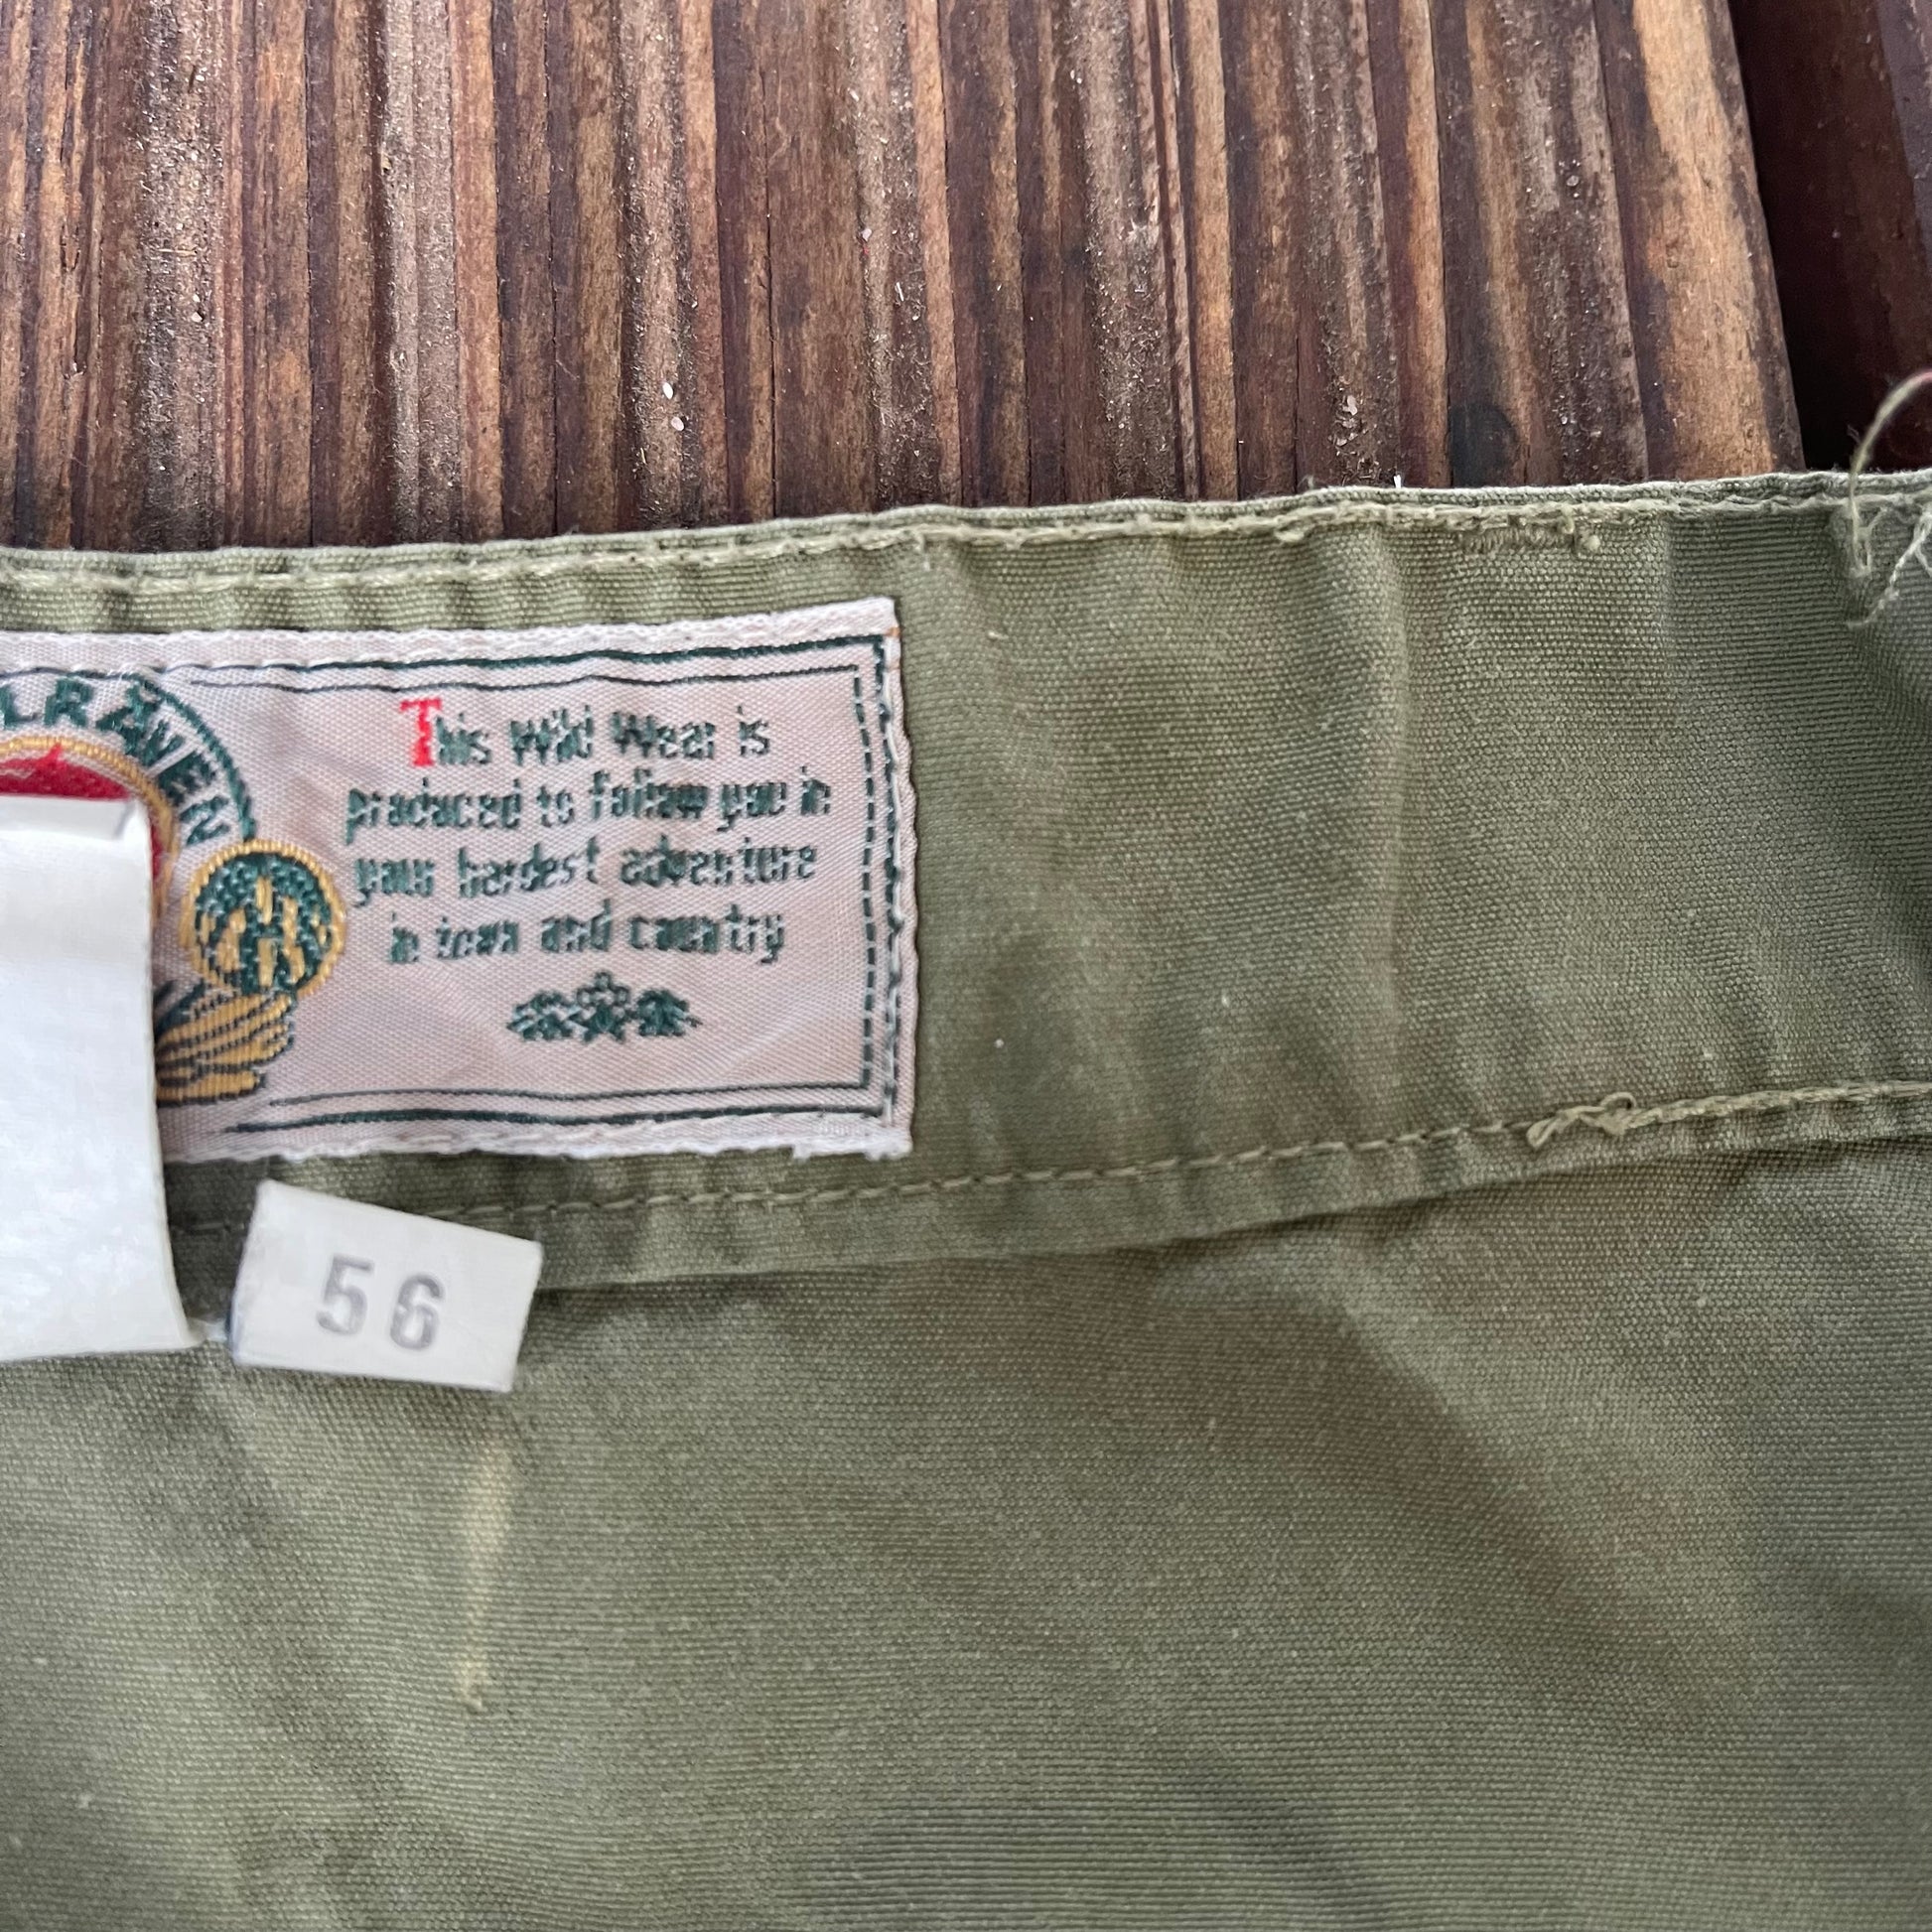 LRÄVEN
This Wild Wear is
produced to follow you in
your hardest adventure
in town and country
56